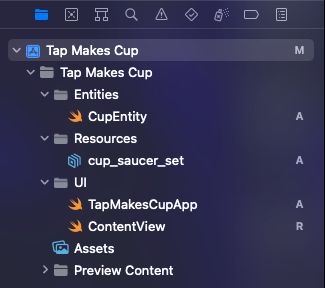 Tap Makes Cup M
Tap Makes Cup
Entities
CupEntity A
Resources
cup_saucer_set A
UI
TapMakesCupApp A
ContentView R
Assets
Preview Content